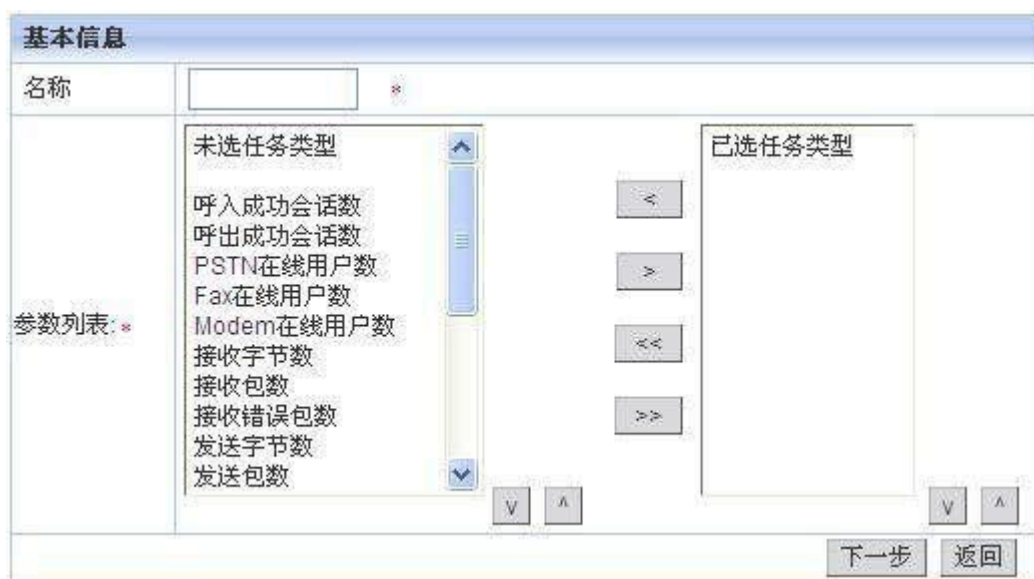 基本信息
名称 *
未选任务类型
呼入成功会话数
呼出成功会话数
PSTN在线用户数
Fax在线用户数
Modem在线用户数
接收字节数
接收包数
接收错误包数
发送字节数
发送包数
参数列表:*
<
>
<<
>>
已选任务类型
v ^
v ^
下一步 返回